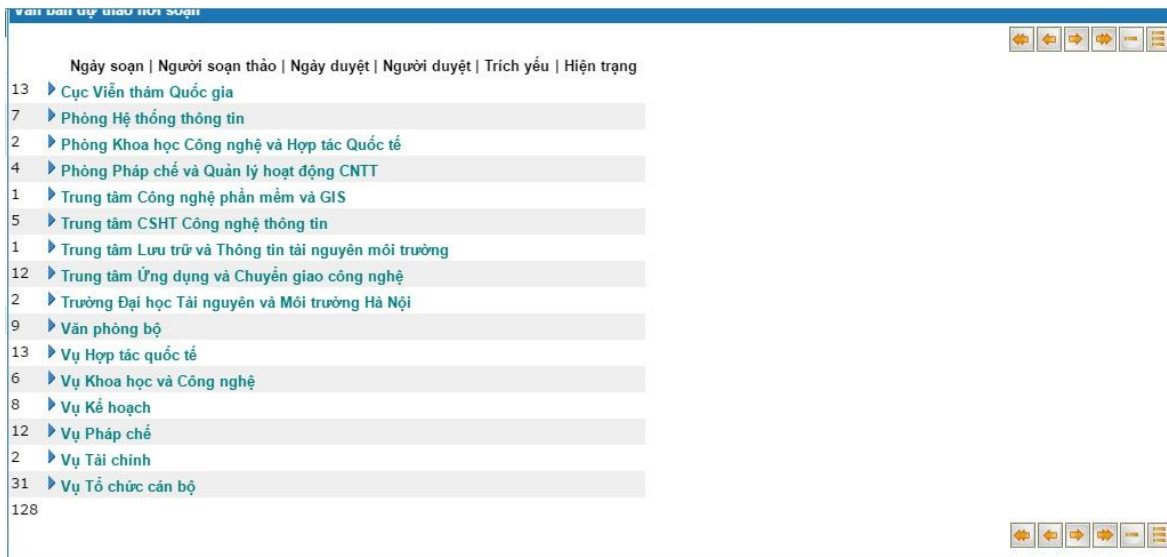 Văn bản dự thảo nơi soạn
Ngày soạn | Người soạn thảo | Ngày duyệt | Người duyệt | Trích yếu | Hiện trạng
13 Cục Viễn thám Quốc gia
7 Phòng Hệ thống thông tin
2 Phòng Khoa học Công nghệ và Hợp tác Quốc tế
4 Phòng Pháp chế và Quản lý hoạt động CNTT
1 Trung tâm Công nghệ phần mềm và GIS
5 Trung tâm CSHT Công nghệ thông tin
1 Trung tâm Lưu trữ và Thông tin tài nguyên môi trường
12 Trung tâm Ứng dụng và Chuyển giao công nghệ
2 Trường Đại học Tài nguyên và Môi trường Hà Nội
9 Văn phòng bộ
13 Vụ Hợp tác quốc tế
6 Vụ Khoa học và Công nghệ
8 Vụ Kế hoạch
12 Vụ Pháp chế
2 Vụ Tài chính
31 Vụ Tổ chức cán bộ
128